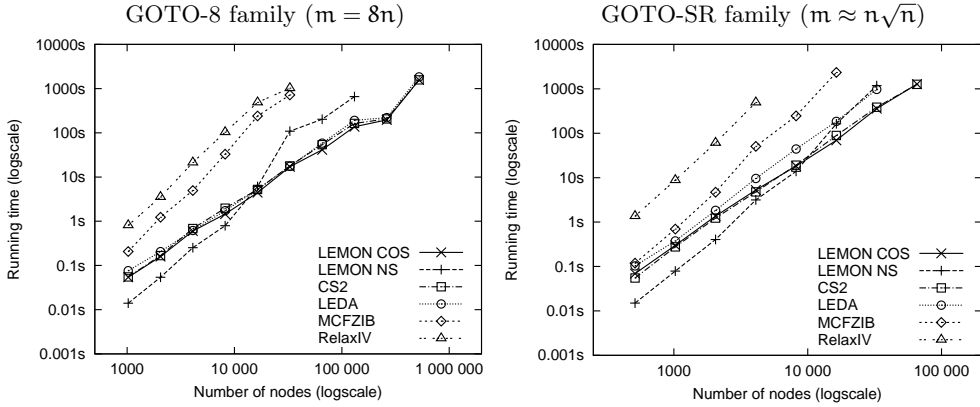 GOTO-8 family (m = 8n)
10000s
1000s
100s
10s
1s
0.1s
0.01s
0.001s
Running time (logscale)
LEMON COS
LEMON NS
CS2
LEDA
MCFZIB
RelaxIV
1000
10 000
100 000
1 000 000
Number of nodes (logscale)
GOTO-SR family (m ≈ n√n)
10000s
1000s
100s
10s
1s
0.1s
0.01s
0.001s
Running time (logscale)
LEMON COS
LEMON NS
CS2
LEDA
MCFZIB
RelaxIV
1000
10 000
100 000
Number of nodes (logscale)